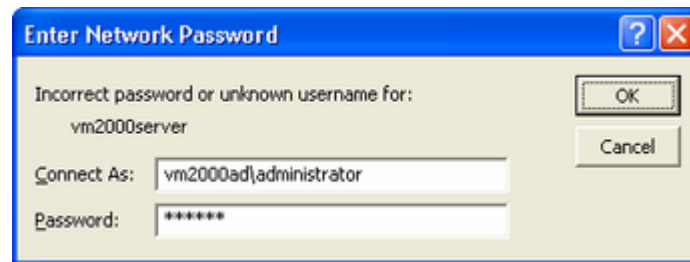 Enter Network Password
Incorrect password or unknown username for:
OK
vm2000server
Cancel
Connect As: vm2000ad\administrator
Password: ******